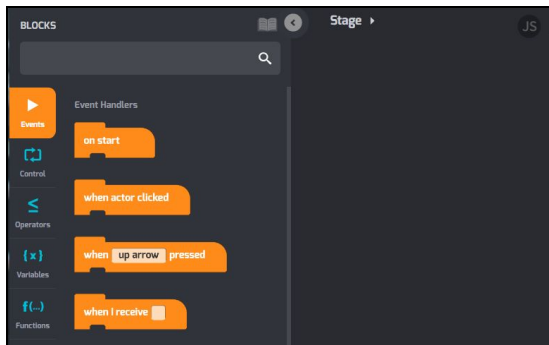 BLOCKS
Stage
JS
Events
Control
≤
Operators
{x}
Variables
f(...)
Functions
Event Handlers
on start
when actor clicked
when up arrow pressed
when I receive